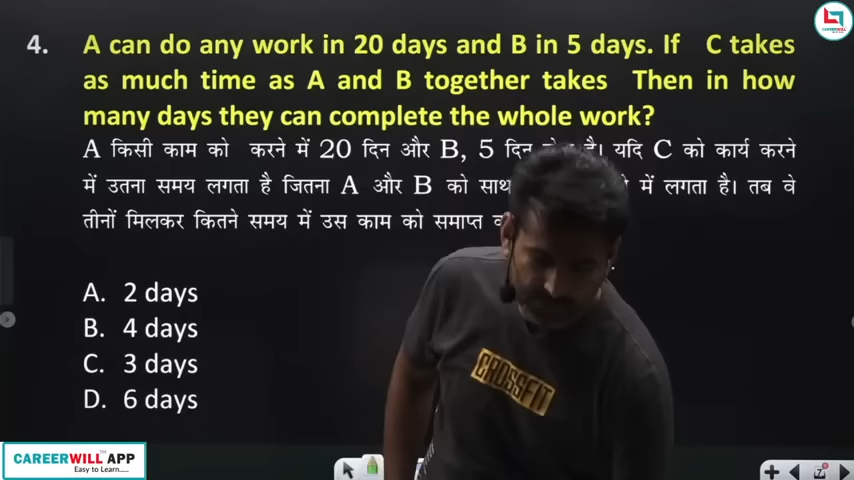 4. A can do any work in 20 days and B in 5 days. If C takes
as much time as A and B together takes Then in how
many days they can complete the whole work?
A किसी काम को करने में 20 दिन और B, 5 दिन है। यदि C को कार्य करने
में उतना समय लगता है जितना A और B को साथ में लगता है। तब वे
तीनों मिलकर कितने समय में उस काम को समाप्त
A. 2 days
B. 4 days
C. 3 days
D. 6 days
CROSSFIT
CAREERWILL APP
Easy to Learn.....
CAREERWILL
7